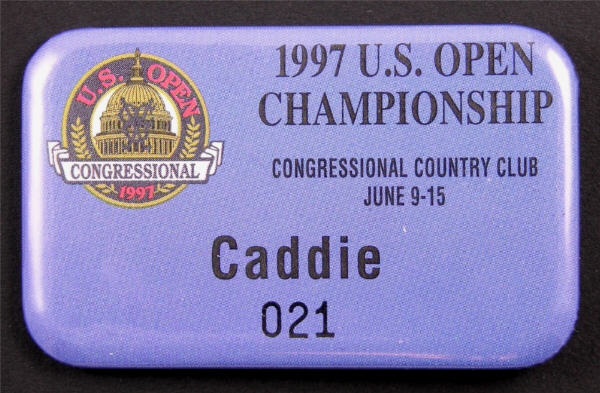 U.S. OPEN
CONGRESSIONAL
1997
1997 U.S. OPEN
CHAMPIONSHIP
CONGRESSIONAL COUNTRY CLUB
JUNE 9-15
Caddie
021